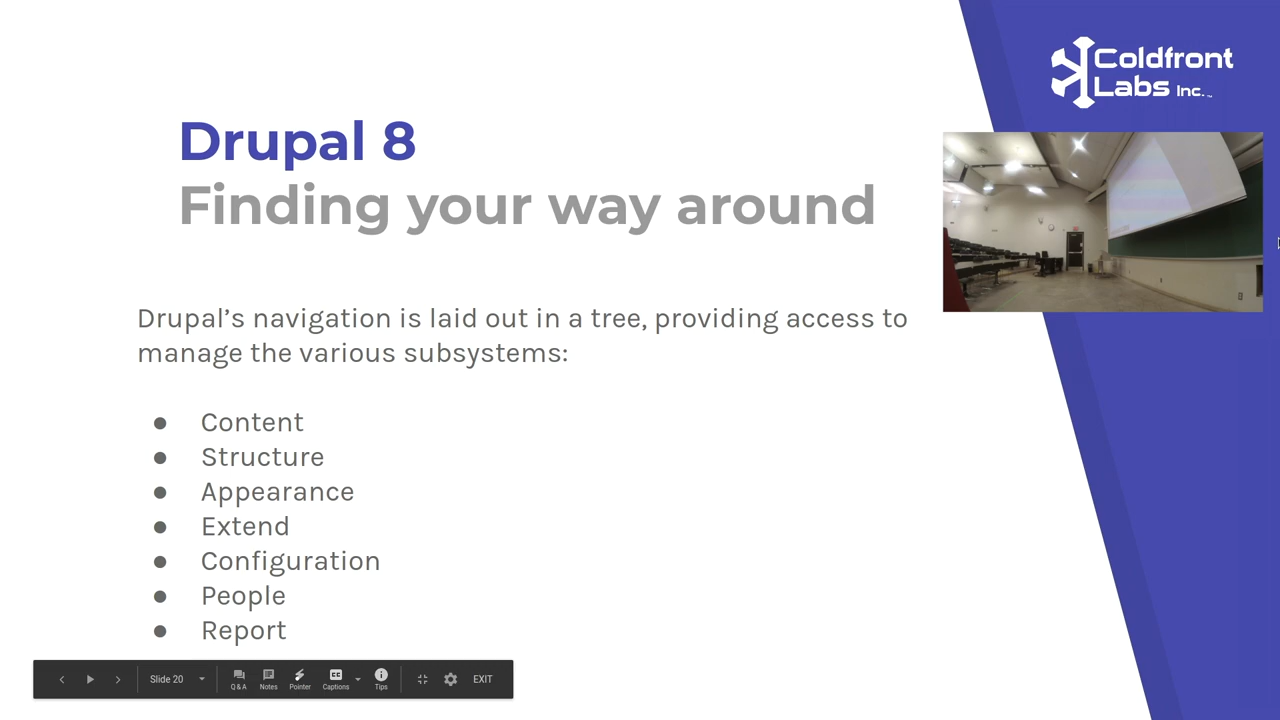 Coldfront
Labs Inc.
Drupal 8
Finding your way around
Drupal’s navigation is laid out in a tree, providing access to
manage the various subsystems:
● Content
● Structure
● Appearance
● Extend
● Configuration
● People
● Report
Slide 20
Q & A
Notes
Pointer
CC
Captions
Tips
EXIT